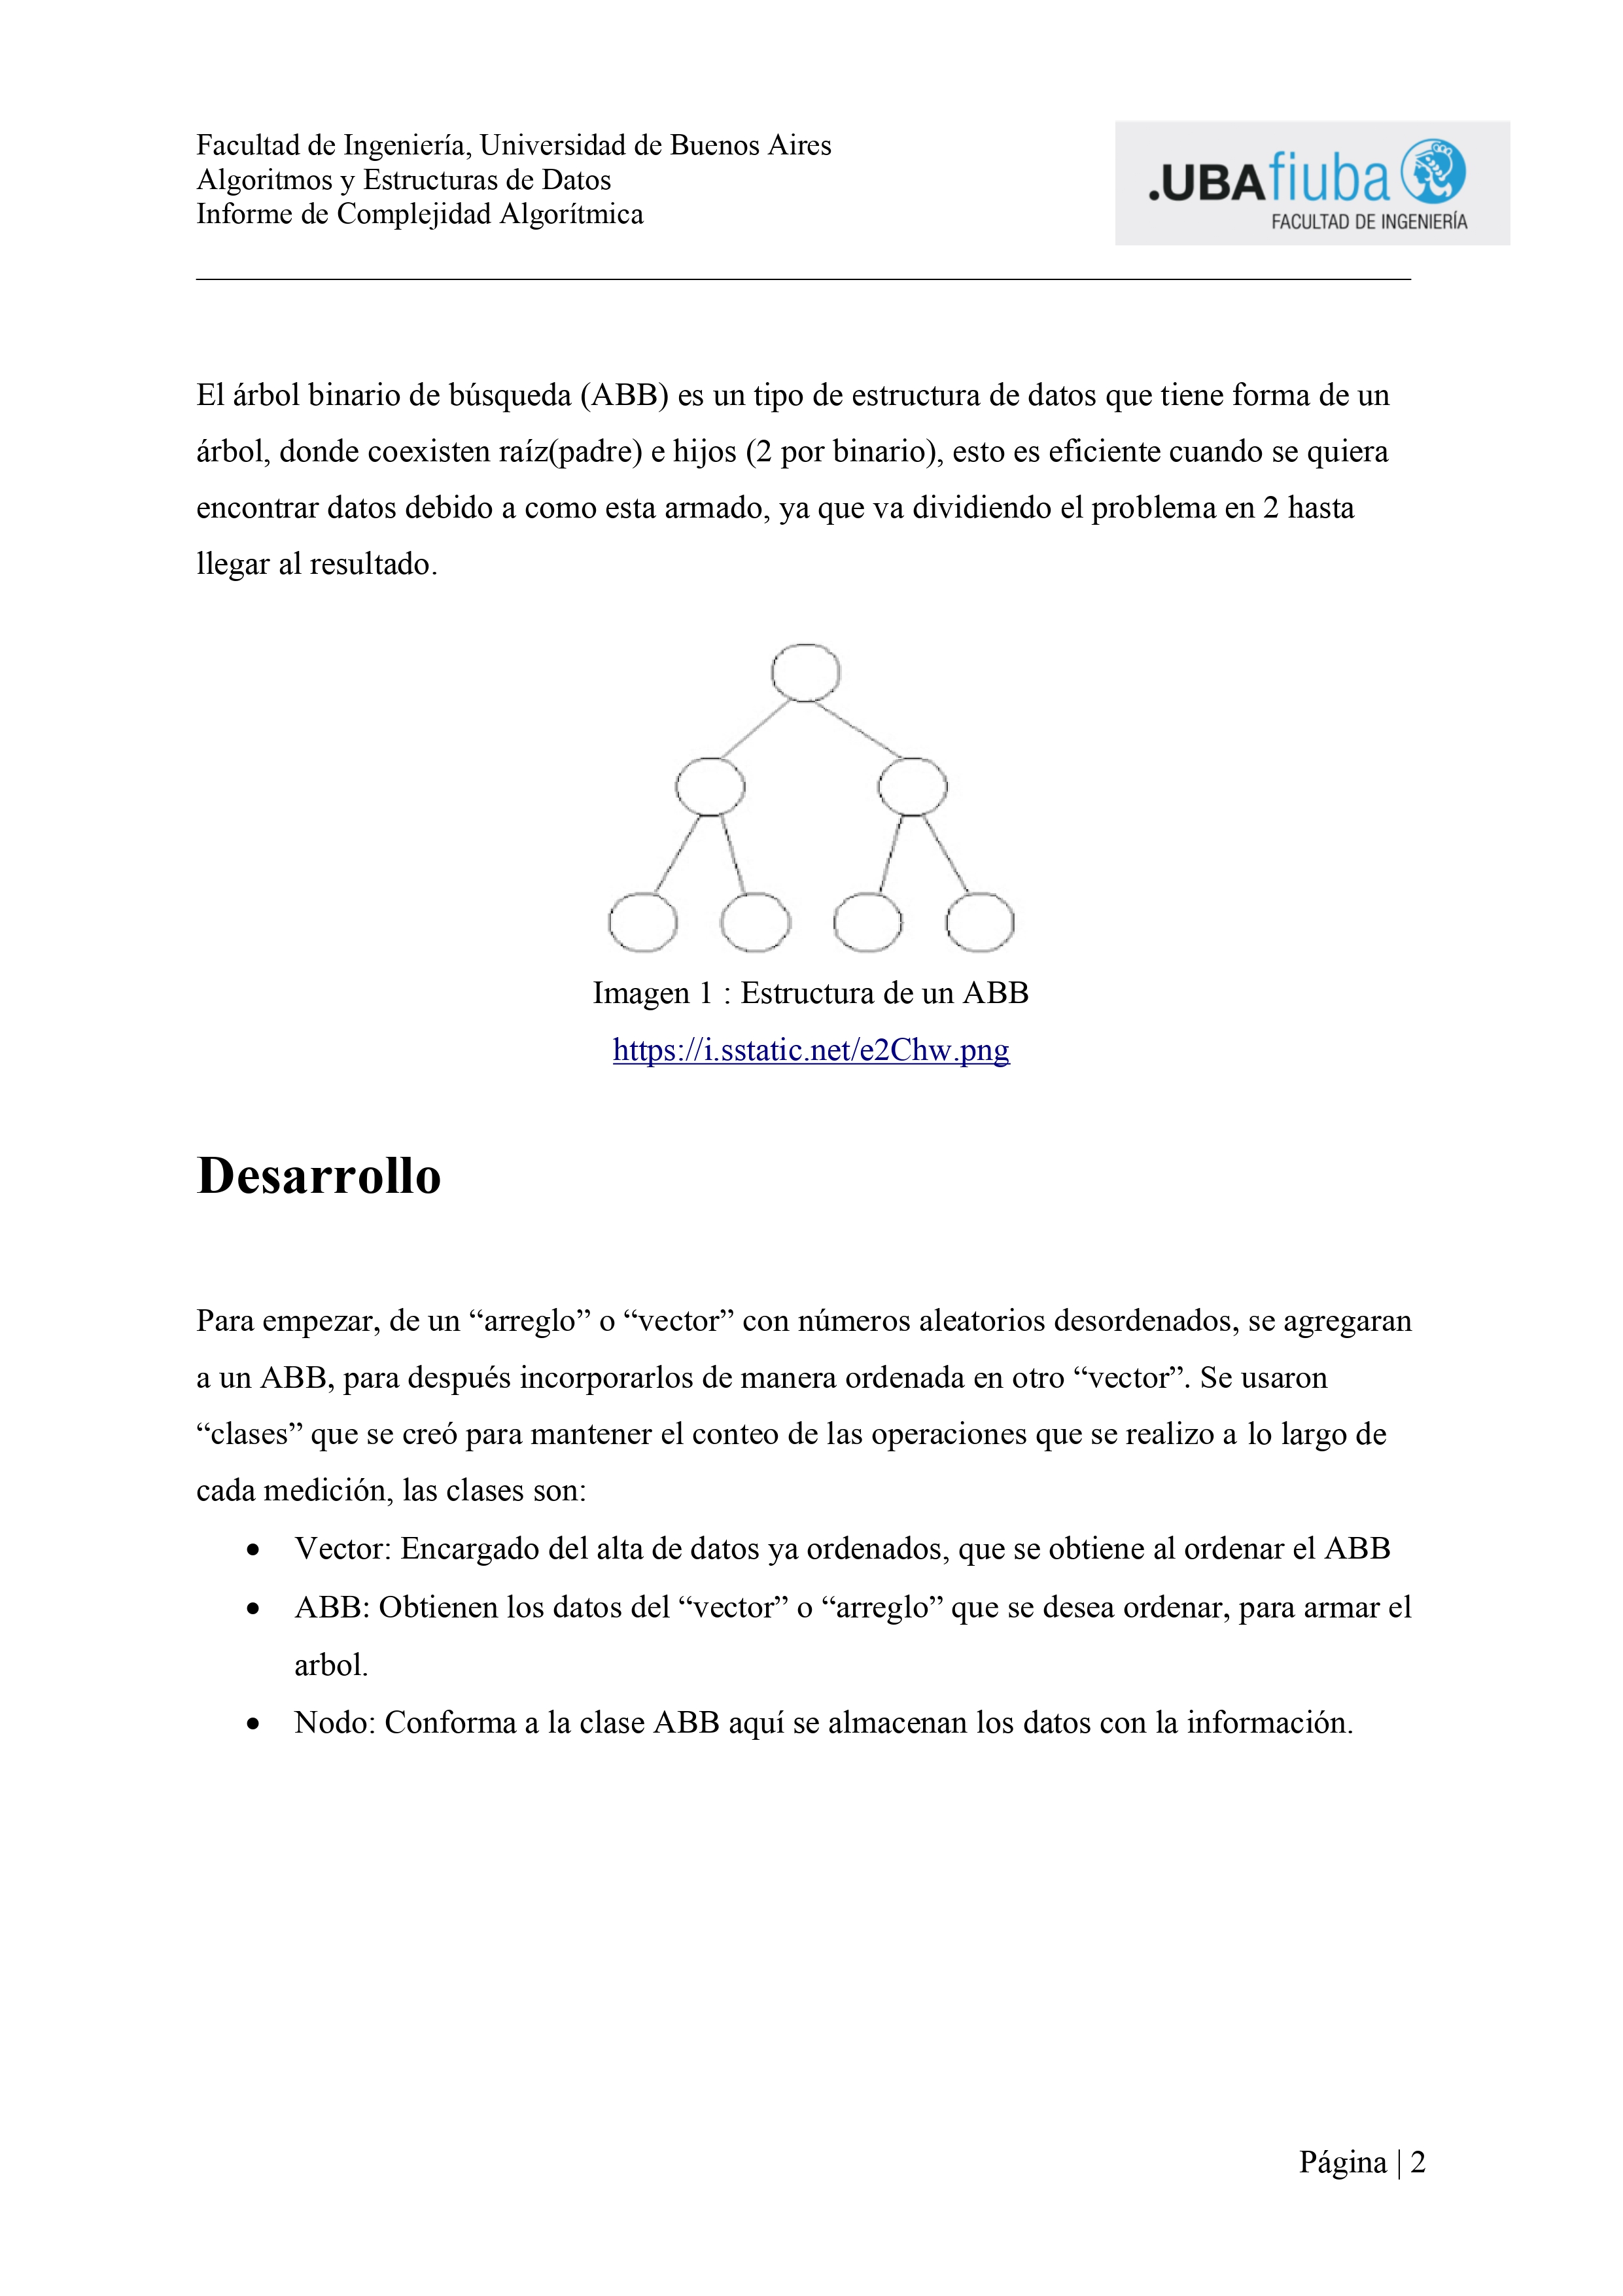 Facultad de Ingeniería, Universidad de Buenos Aires
Algoritmos y Estructuras de Datos
Informe de Complejidad Algorítmica
.UBAfiuba
FACULTAD DE INGENIERÍA
El árbol binario de búsqueda (ABB) es un tipo de estructura de datos que tiene forma de un
árbol, donde coexisten raíz(padre) e hijos (2 por binario), esto es eficiente cuando se quiera
encontrar datos debido a como esta armado, ya que va dividiendo el problema en 2 hasta
llegar al resultado.
Imagen 1 : Estructura de un ABB
https://i.sstatic.net/e2Chw.png
Desarrollo
Para empezar, de un “arreglo” o “vector” con números aleatorios desordenados, se agregaran
a un ABB, para después incorporarlos de manera ordenada en otro “vector”. Se usaron
“clases” que se creó para mantener el conteo de las operaciones que se realizo a lo largo de
cada medición, las clases son:
• Vector: Encargado del alta de datos ya ordenados, que se obtiene al ordenar el ABB
• ABB: Obtienen los datos del “vector” o “arreglo” que se desea ordenar, para armar el
arbol.
• Nodo: Conforma a la clase ABB aquí se almacenan los datos con la información.
Página | 2